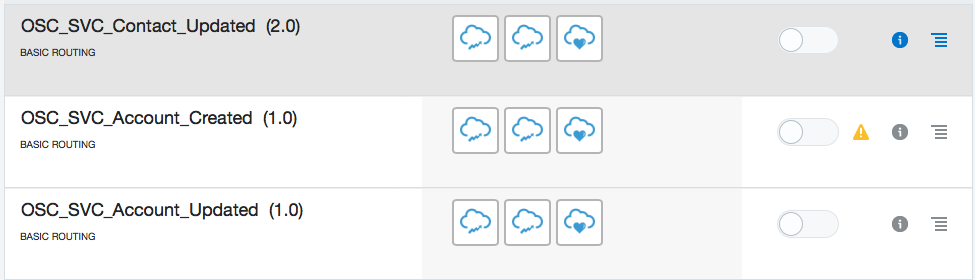 OSC_SVC_Contact_Updated (2.0)
BASIC ROUTING
OSC_SVC_Account_Created (1.0)
BASIC ROUTING
OSC_SVC_Account_Updated (1.0)
BASIC ROUTING